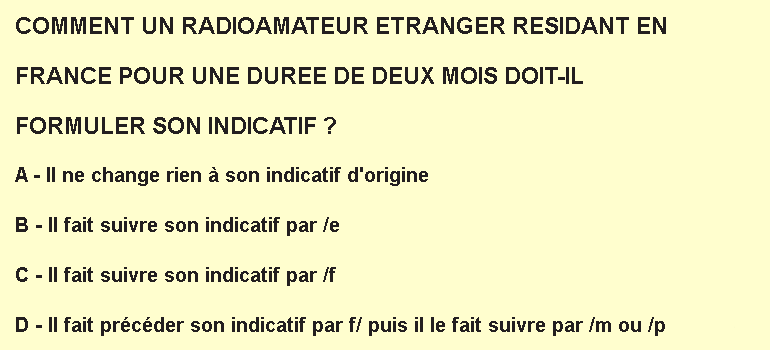 COMMENT UN RADIOAMATEUR ETRANGER RESIDANT EN
FRANCE POUR UNE DUREE DE DEUX MOIS DOIT-IL
FORMULER SON INDICATIF ?
A - Il ne change rien à son indicatif d'origine
B - Il fait suivre son indicatif par /e
C - Il fait suivre son indicatif par /f
D - Il fait précéder son indicatif par f/ puis il le fait suivre par /m ou /p